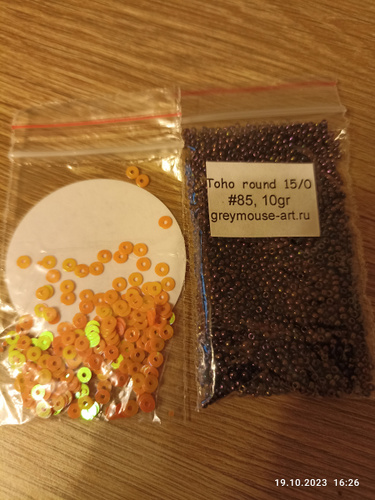 Toho round 15/0
#85, 10gr
greymouse-art.ru
19.10.2023 16:26